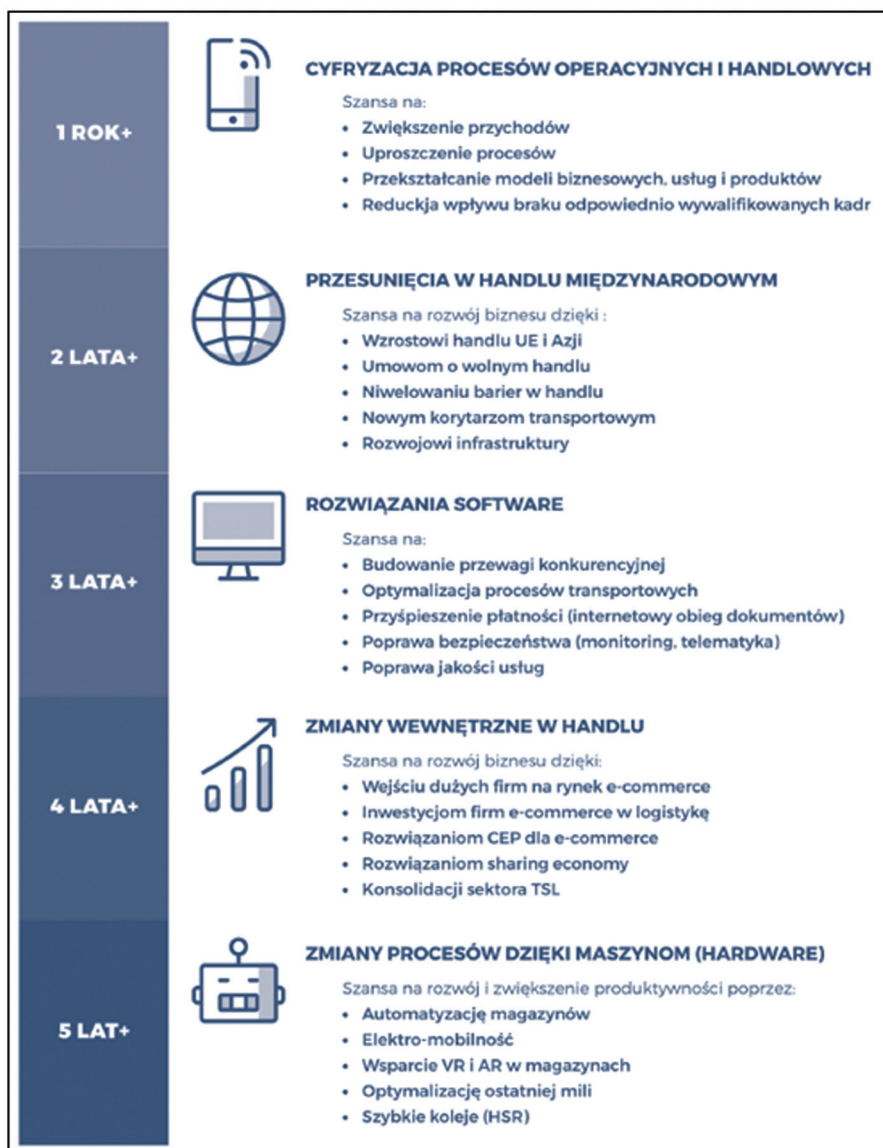 1 ROK+
CYFRYZACJA PROCESÓW OPERACYJNYCH I HANDLOWYCH
Szansa na:
• Zwiększenie przychodów
• Uproszczenie procesów
• Przekształcanie modeli biznesowych, usług i produktów
• Reduckja wpływu braku odpowiednio wywalifikowanych kadr
2 LATA+
PRZESUNIĘCIA W HANDLU MIĘDZYNARODOWYM
Szansa na rozwój biznesu dzięki :
• Wzrostowi handlu UE i Azji
• Umowom o wolnym handlu
• Niwelowaniu barier w handlu
• Nowym korytarzom transportowym
• Rozwojowi infrastruktury
3 LATA+
ROZWIĄZANIA SOFTWARE
Szansa na:
• Budowanie przewagi konkurencyjnej
• Optymalizacja procesów transportowych
• Przyśpieszenie płatności (internetowy obieg dokumentów)
• Poprawa bezpieczeństwa (monitoring, telematyka)
• Poprawa jakości usług
4 LATA+
ZMIANY WEWNĘTRZNE W HANDLU
Szansa na rozwój biznesu dzięki:
• Wejściu dużych firm na rynek e-commerce
• Inwestycjom firm e-commerce w logistykę
• Rozwiązaniom CEP dla e-commerce
• Rozwiązaniom sharing economy
• Konsolidacji sektora TSL
5 LAT+
ZMIANY PROCESÓW DZIĘKI MASZYNOM (HARDWARE)
Szansa na rozwój i zwiększenie produktywności poprzez:
• Automatyzację magazynów
• Elektro-mobilność
• Wsparcie VR i AR w magazynach
• Optymalizację ostatniej mili
• Szybkie koleje (HSR)